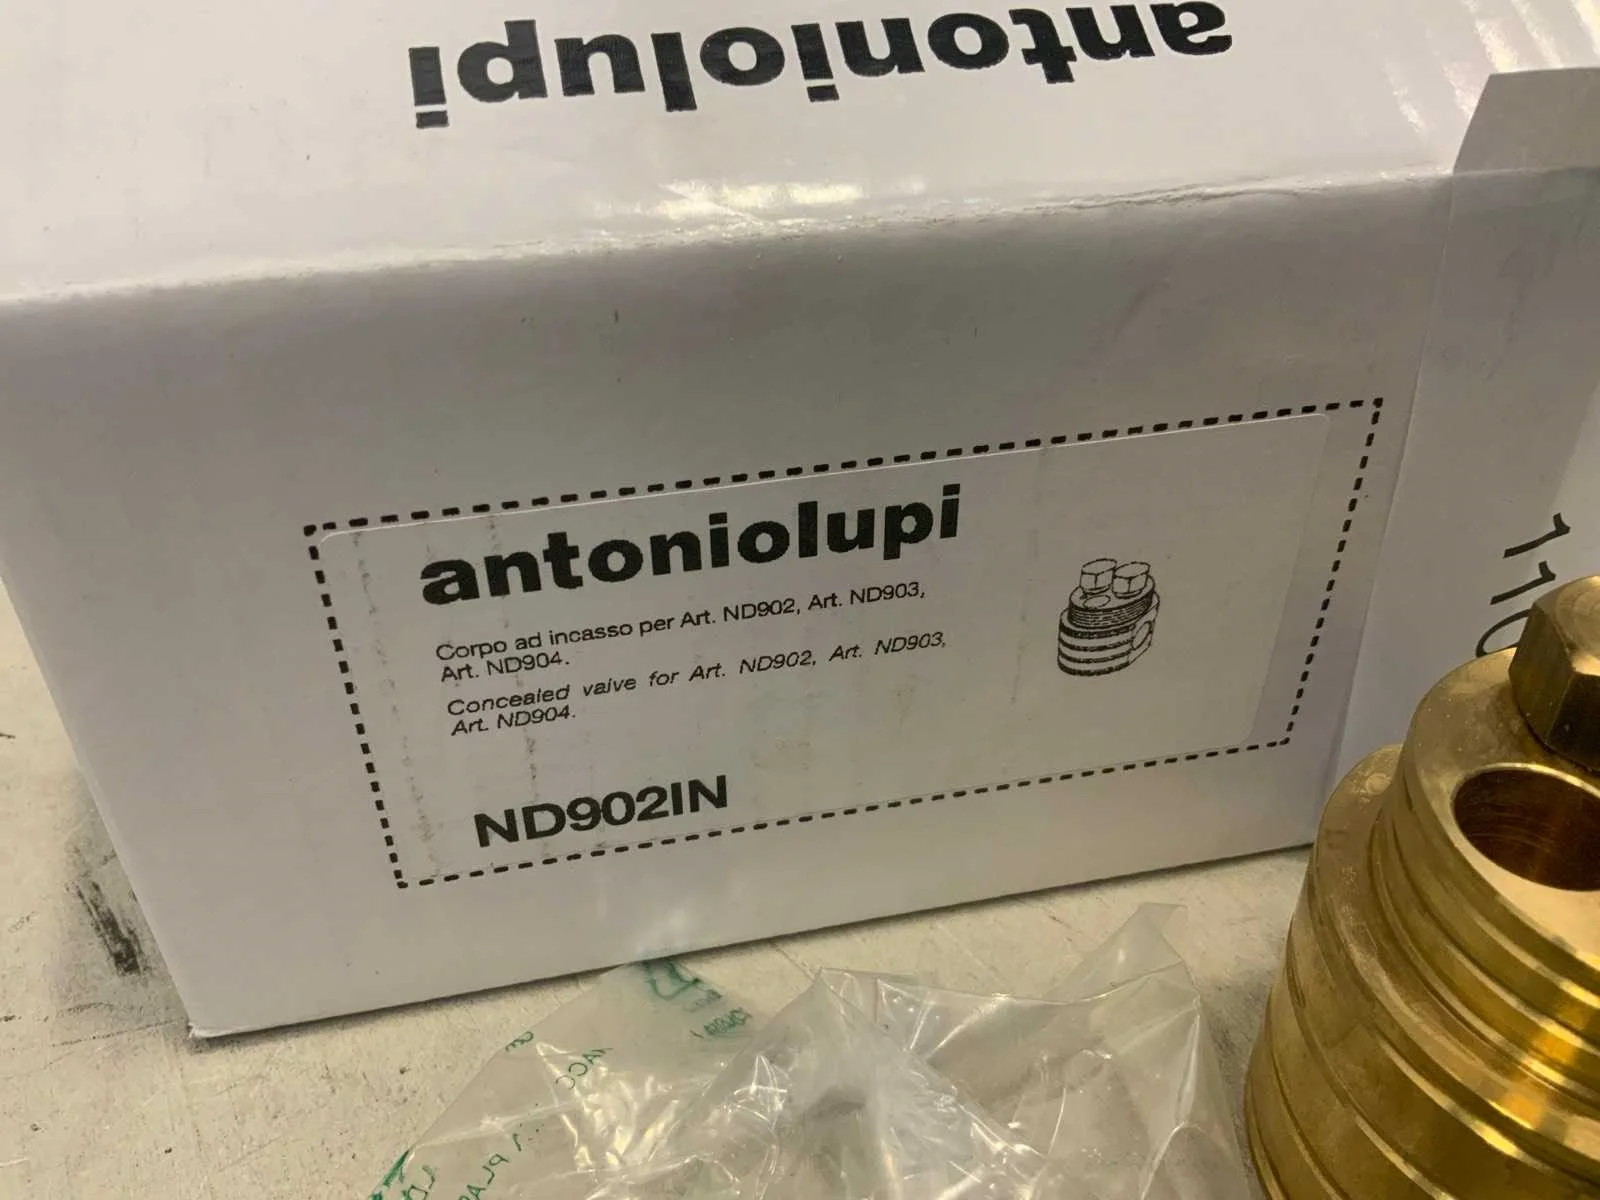 antoniolupi
antoniolupi
Corpo ad incasso per Art. ND902, Art. ND903,
Art. ND904.
Concealed valve for Art. ND902, Art. ND903,
Art. ND904.
ND902IN
110